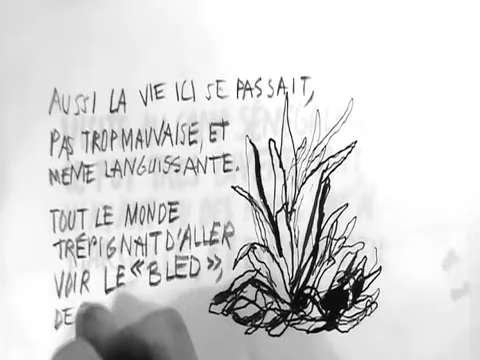 AUSSI LA VIE ICI SE PASSAIT,
PAS TROP MAUVAISE, ET
MÊME LANGUISSANTE.
TOUT LE MONDE
TRÉPIGNAIT D'ALLER
VOIR LE « BLED »,
DE